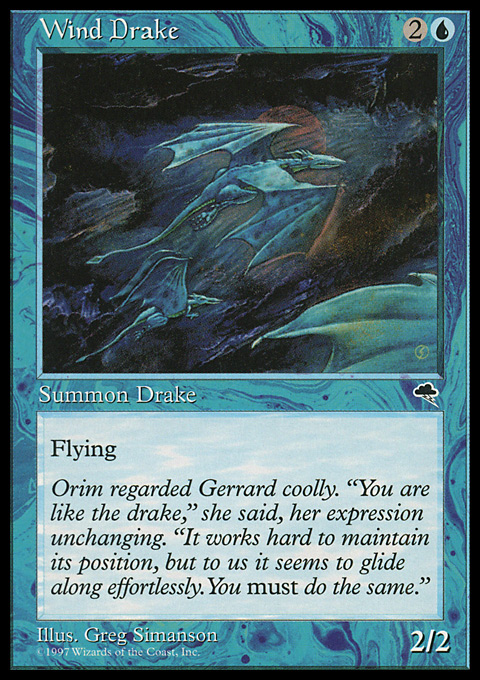 Wind Drake 2
Summon Drake
Flying
Orim regarded Gerrard coolly. “You are
like the drake,” she said, her expression
unchanging. “It works hard to maintain
its position, but to us it seems to glide
along effortlessly. You must do the same.”
Illus. Greg Simanson
©1997 Wizards of the Coast, Inc.
2/2